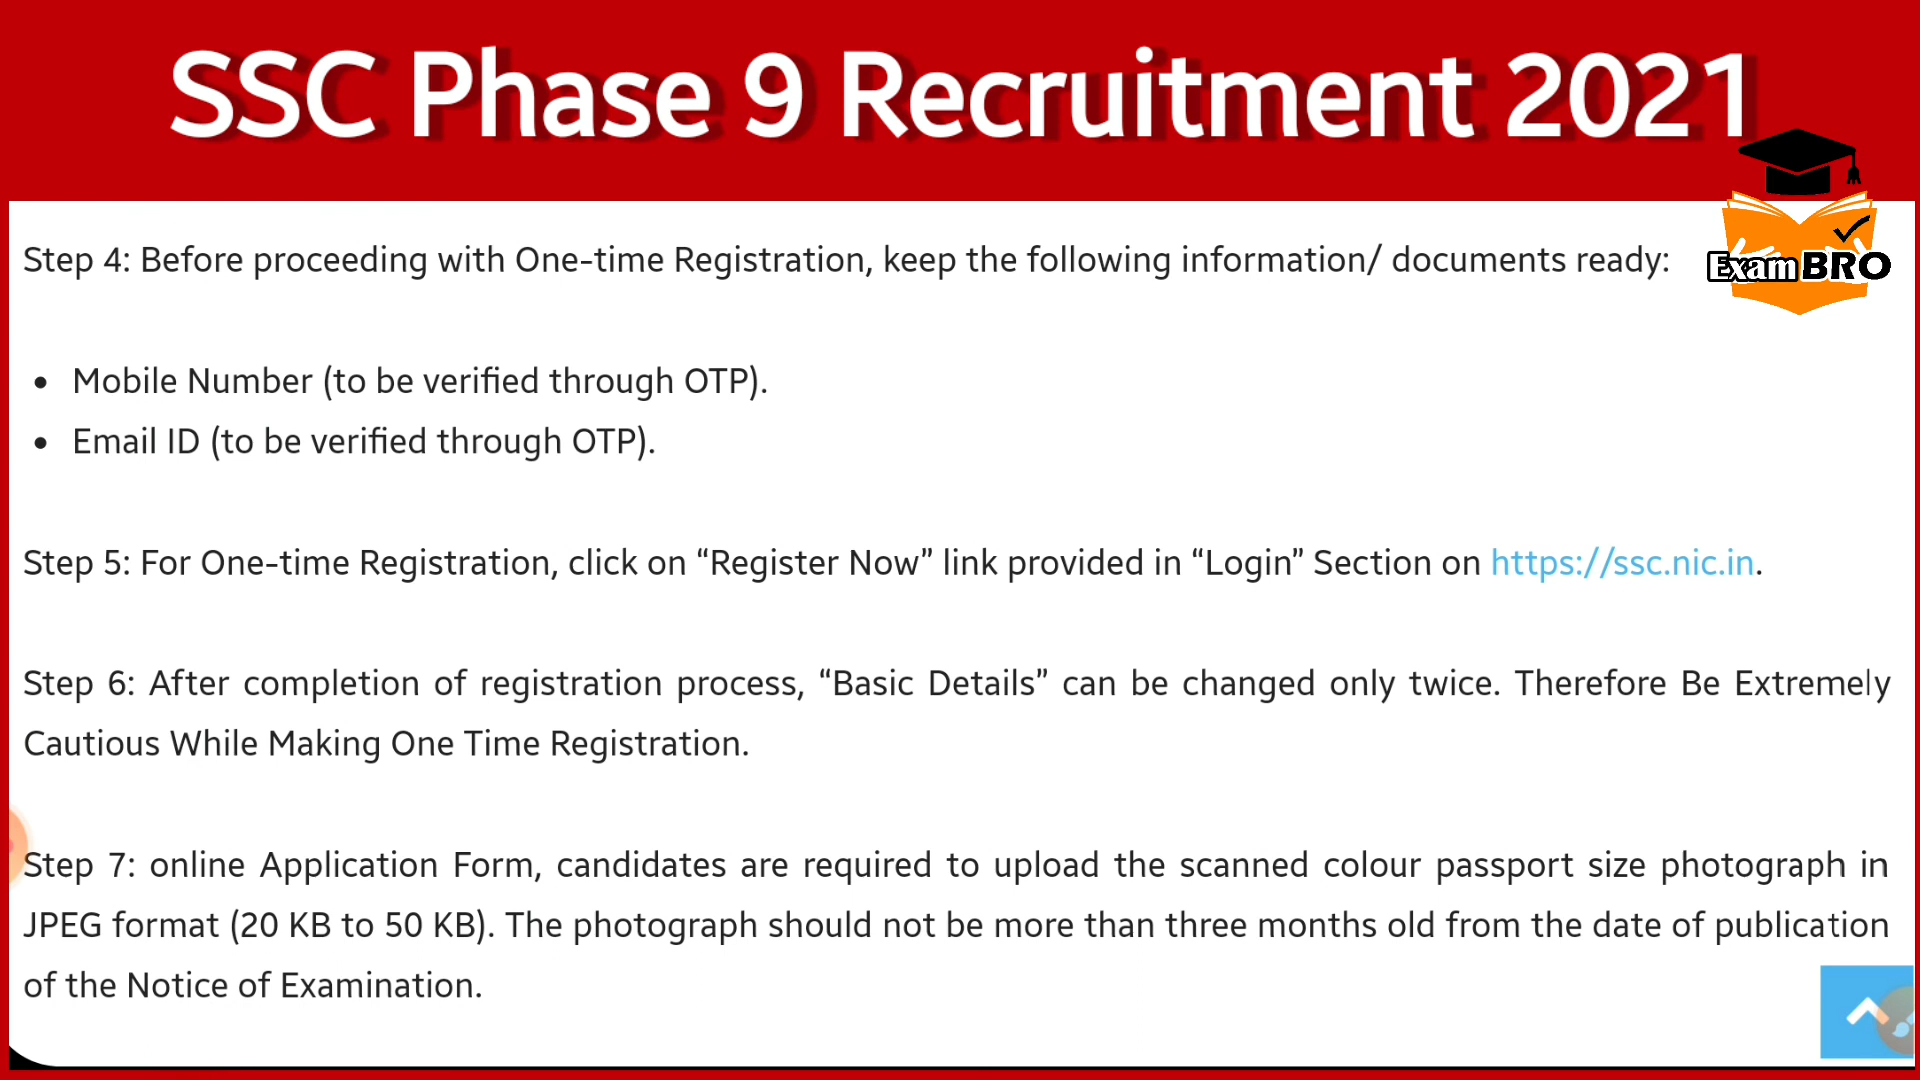 SSC Phase 9 Recruitment 2021
Exam BRO
Step 4: Before proceeding with One-time Registration, keep the following information/ documents ready:
• Mobile Number (to be verified through OTP).
• Email ID (to be verified through OTP).
Step 5: For One-time Registration, click on “Register Now” link provided in “Login” Section on https://ssc.nic.in.
Step 6: After completion of registration process, “Basic Details” can be changed only twice. Therefore Be Extremely
Cautious While Making One Time Registration.
Step 7: online Application Form, candidates are required to upload the scanned colour passport size photograph in
JPEG format (20 KB to 50 KB). The photograph should not be more than three months old from the date of publication
of the Notice of Examination.